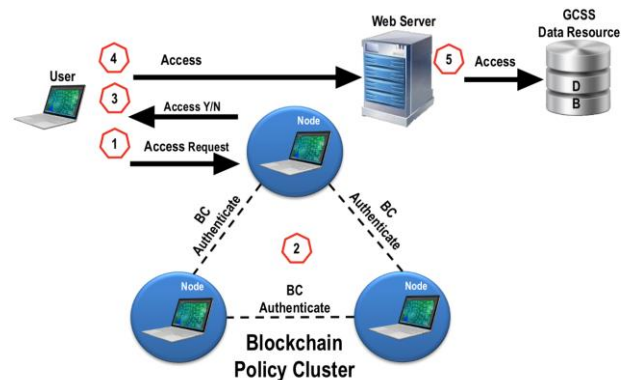 GCSS
Data Resource
Web Server
User
4
Access
5
Access
D
B
3
Access Y/N
Node
1
Access Request
BC
Authenticate
BC
Authenticate
2
Node
BC
Authenticate
Node
Blockchain
Policy Cluster